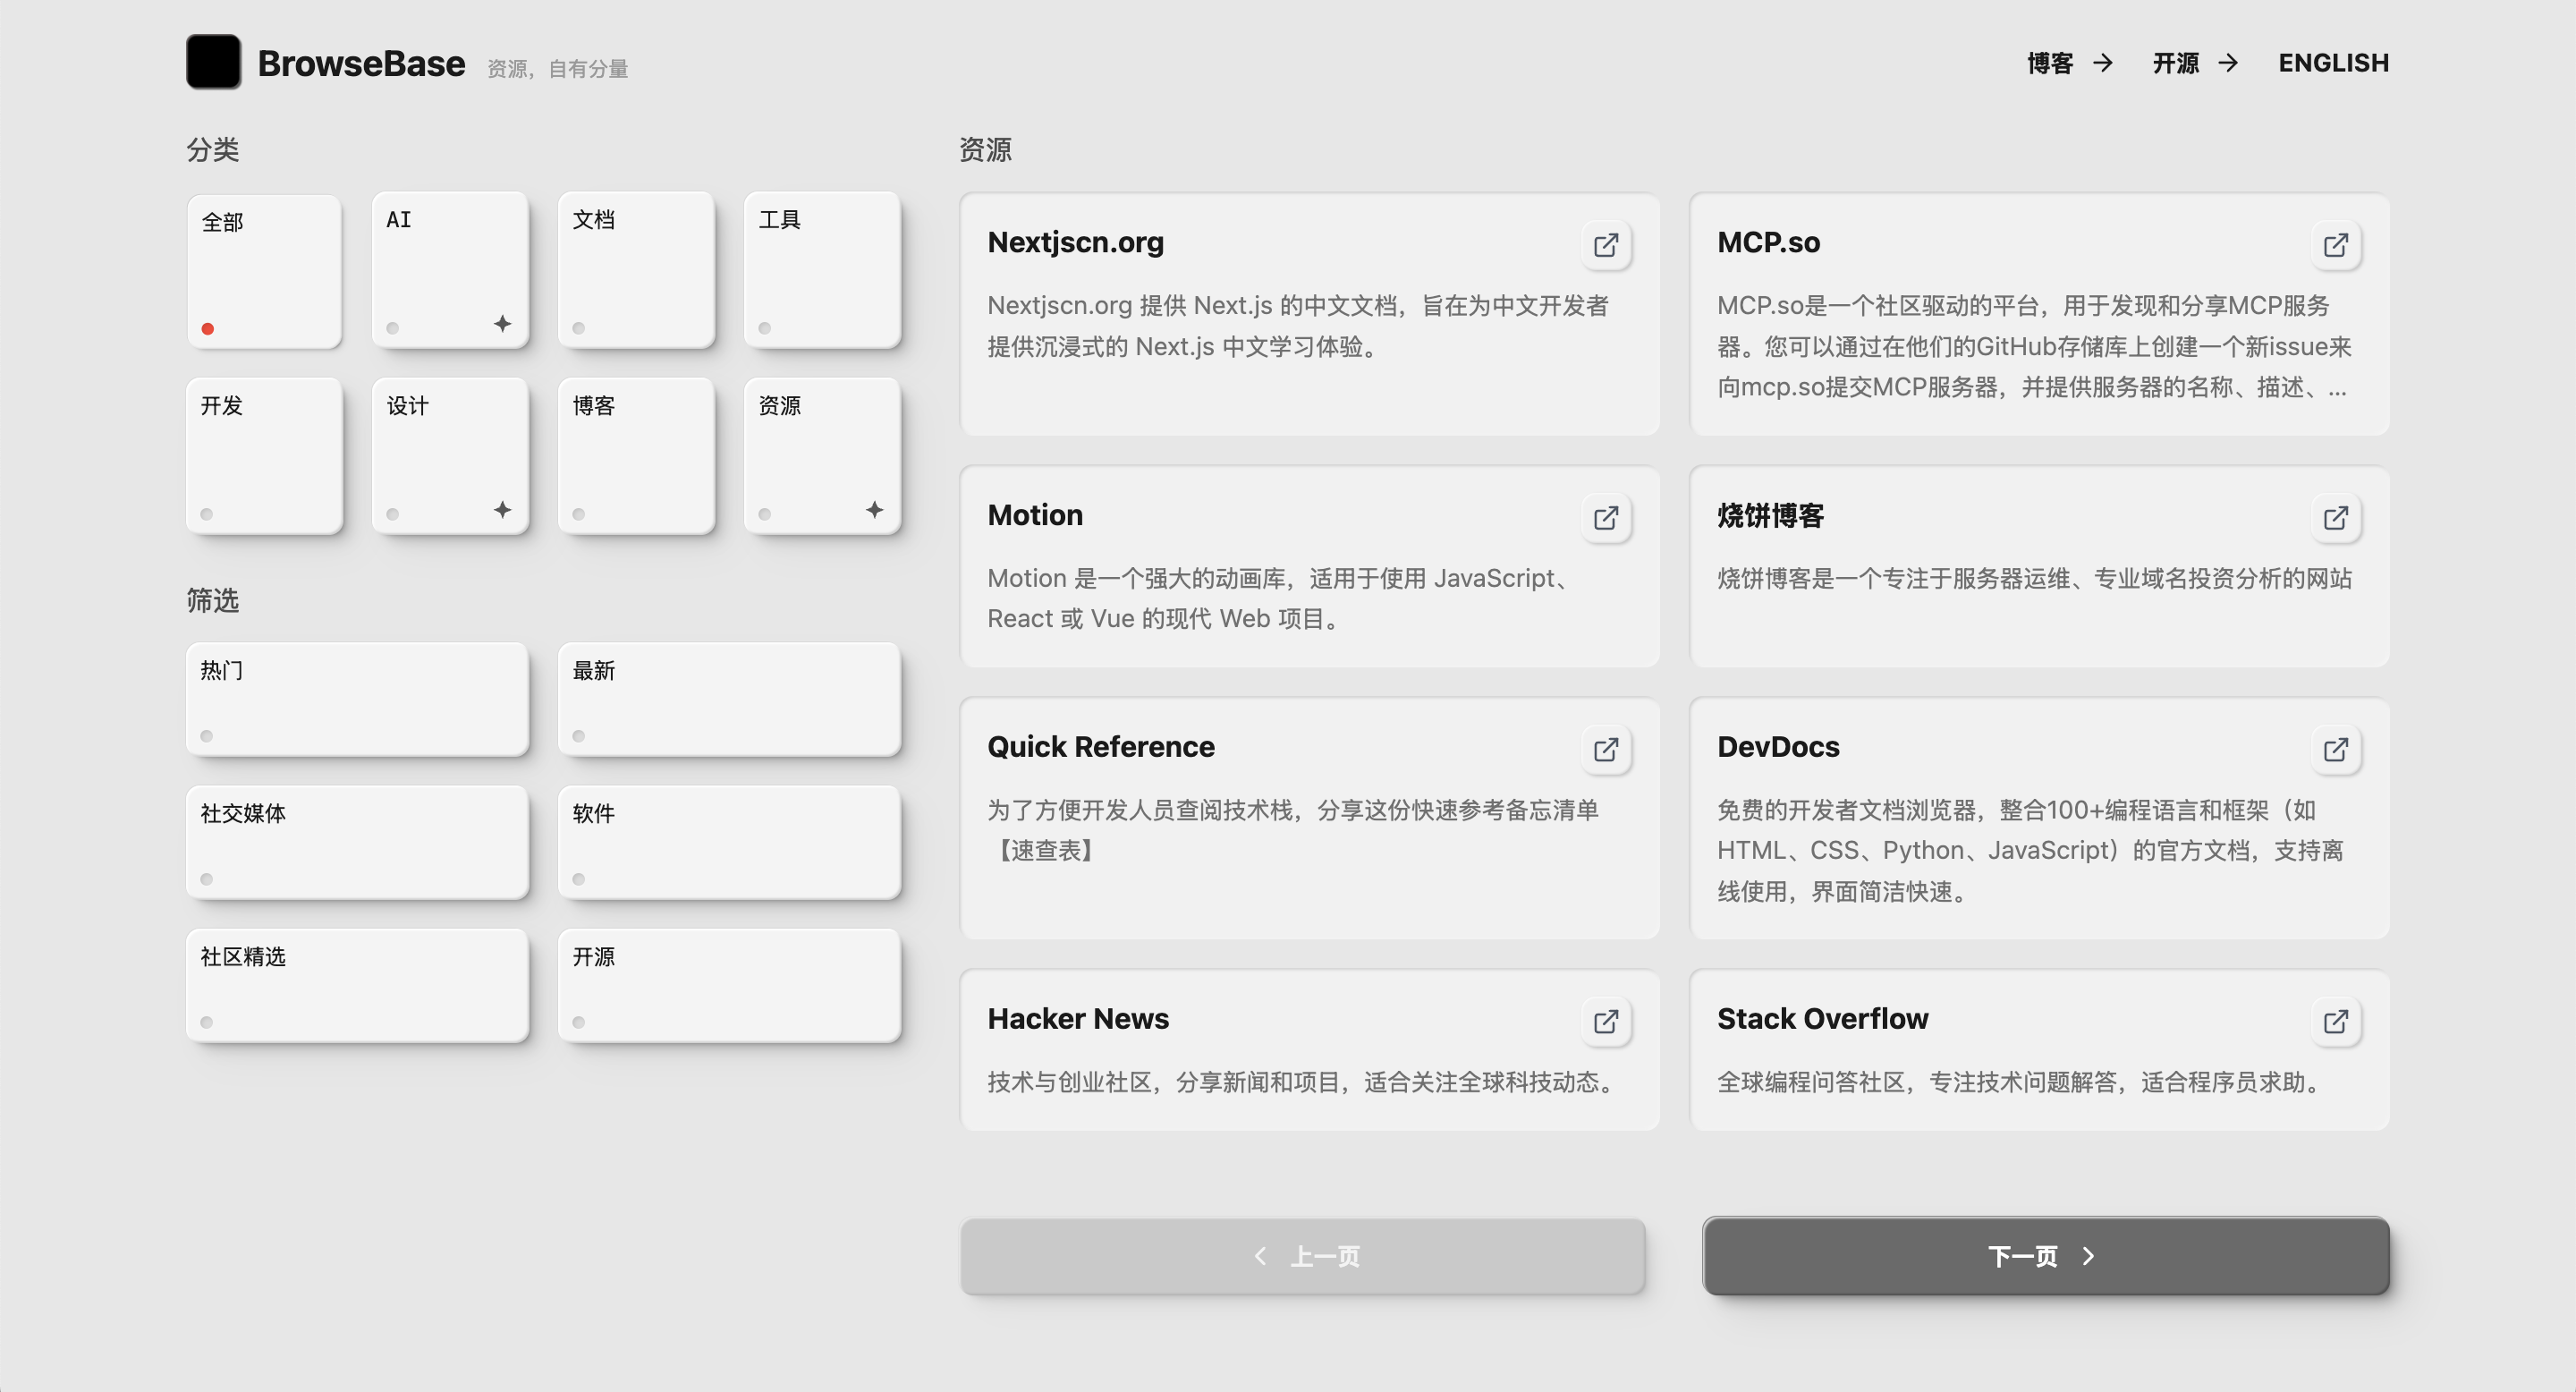 BrowseBase 资源，自有分量
博客 → 开源 → ENGLISH
分类
全部
AI
文档
工具
开发
设计
博客
资源
筛选
热门
最新
社交媒体
软件
社区精选
开源
资源
Nextjscn.org
Nextjscn.org 提供 Next.js 的中文文档，旨在为中文开发者
提供沉浸式的 Next.js 中文学习体验。
MCP.so
MCP.so是一个社区驱动的平台，用于发现和分享MCP服务
器。您可以通过在他们的GitHub存储库上创建一个新issue来
向mcp.so提交MCP服务器，并提供服务器的名称、描述、...
Motion
Motion 是一个强大的动画库，适用于使用 JavaScript、
React 或 Vue 的现代 Web 项目。
烧饼博客
烧饼博客是一个专注于服务器运维、专业域名投资分析的网站
Quick Reference
为了方便开发人员查阅技术栈，分享这份快速参考备忘清单
【速查表】
DevDocs
免费的开发者文档浏览器，整合100+编程语言和框架（如
HTML、CSS、Python、JavaScript）的官方文档，支持离
线使用，界面简洁快速。
Hacker News
技术与创业社区，分享新闻和项目，适合关注全球科技动态。
Stack Overflow
全球编程问答社区，专注技术问题解答，适合程序员求助。
上一页
下一页